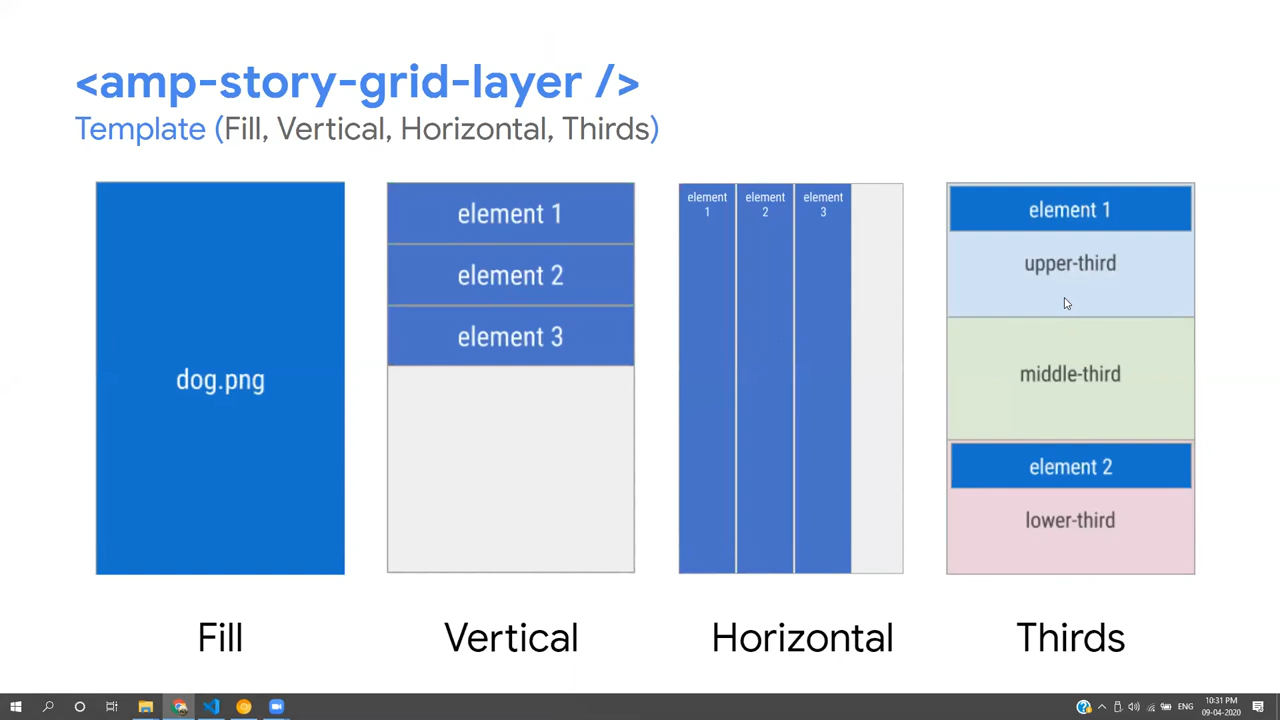 <amp-story-grid-layer />
Template (Fill, Vertical, Horizontal, Thirds)
dog.png
Fill
element 1
element 2
element 3
Vertical
element
1
element
2
element
3
Horizontal
element 1
upper-third
middle-third
element 2
lower-third
Thirds
ENG
10:31 PM
09-04-2020